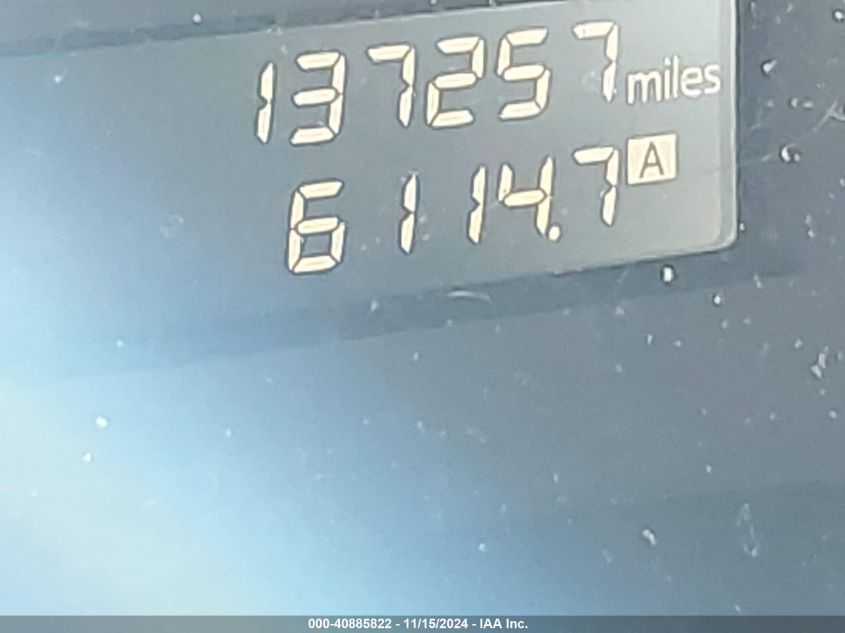 137257 miles
6114.7 A
000-40885822 - 11/15/2024 - IAA Inc.